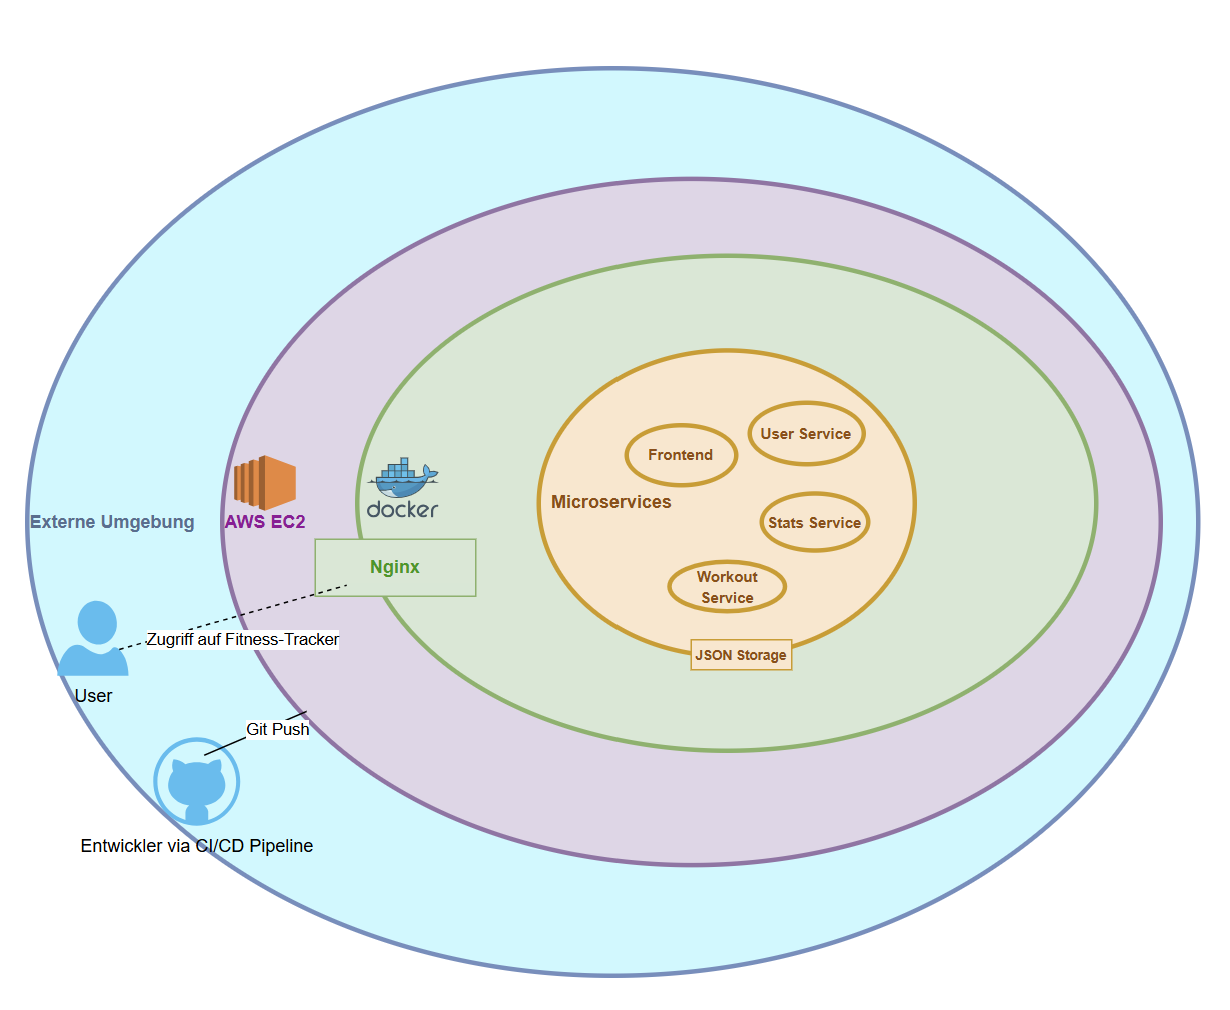 User Service
Frontend
Microservices
docker
Externe Umgebung
AWS EC2
Stats Service
Nginx
Workout
Service
Zugriff auf Fitness-Tracker
JSON Storage
User
Git Push
Entwickler via CI/CD Pipeline